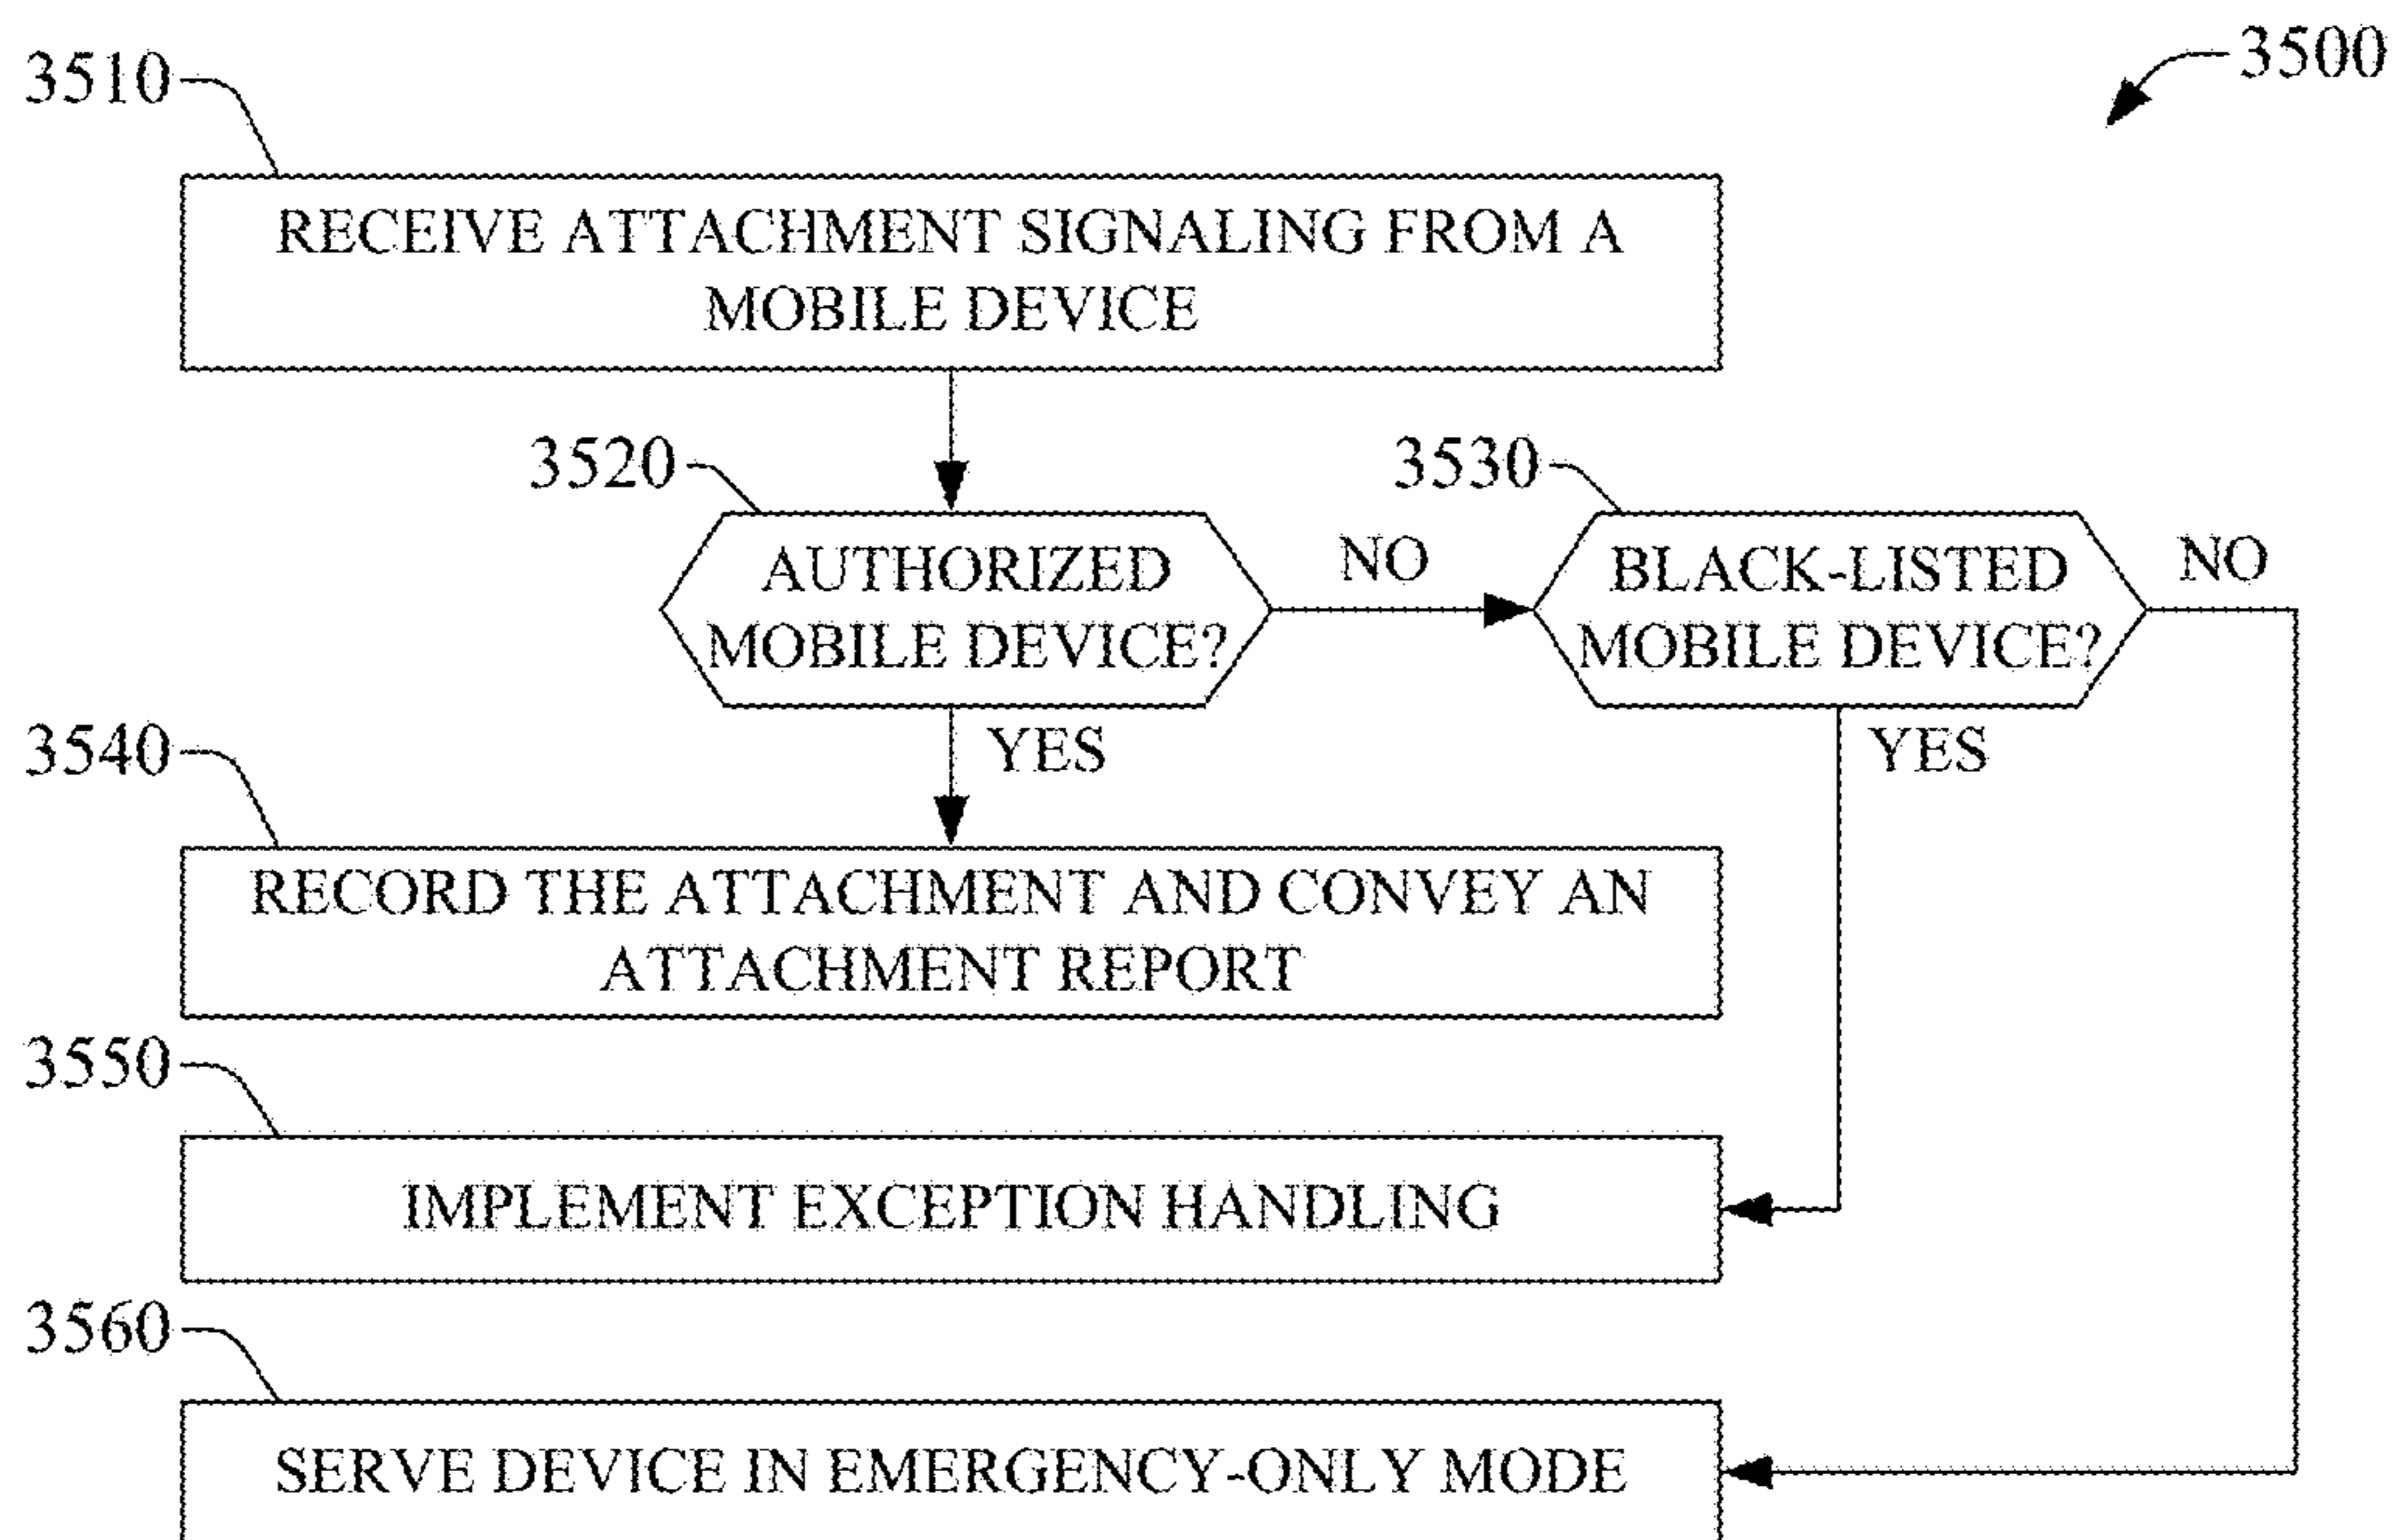 3500
3510
RECEIVE ATTACHMENT SIGNALING FROM A
MOBILE DEVICE
3520
AUTHORIZED
MOBILE DEVICE?
NO
3530
BLACK-LISTED
MOBILE DEVICE?
NO
YES
YES
3540
RECORD THE ATTACHMENT AND CONVEY AN
ATTACHMENT REPORT
3550
IMPLEMENT EXCEPTION HANDLING
3560
SERVE DEVICE IN EMERGENCY-ONLY MODE